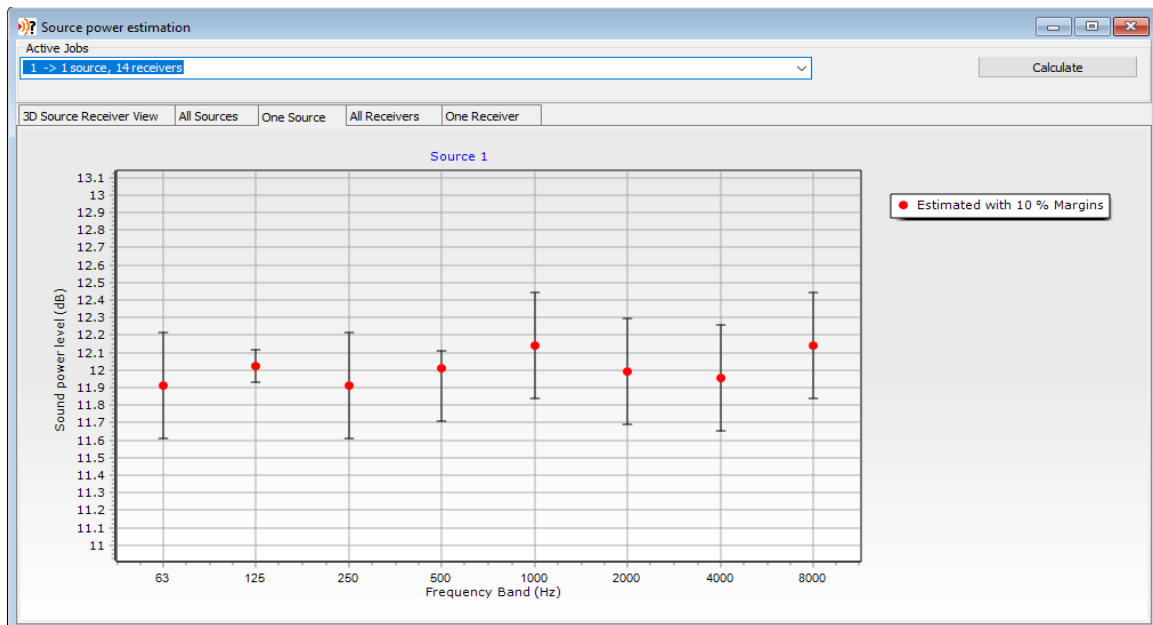 Source power estimation
Active Jobs
1 -> 1 source, 14 receivers
Calculate
3D Source Receiver View All Sources One Source All Receivers One Receiver
Source 1
Estimated with 10 % Margins
Sound power level (dB)
13.1
13
12.9
12.8
12.7
12.6
12.5
12.4
12.3
12.2
12.1
12
11.9
11.8
11.7
11.6
11.5
11.4
11.3
11.2
11.1
11
63 125 250 500 1000 2000 4000 8000
Frequency Band (Hz)